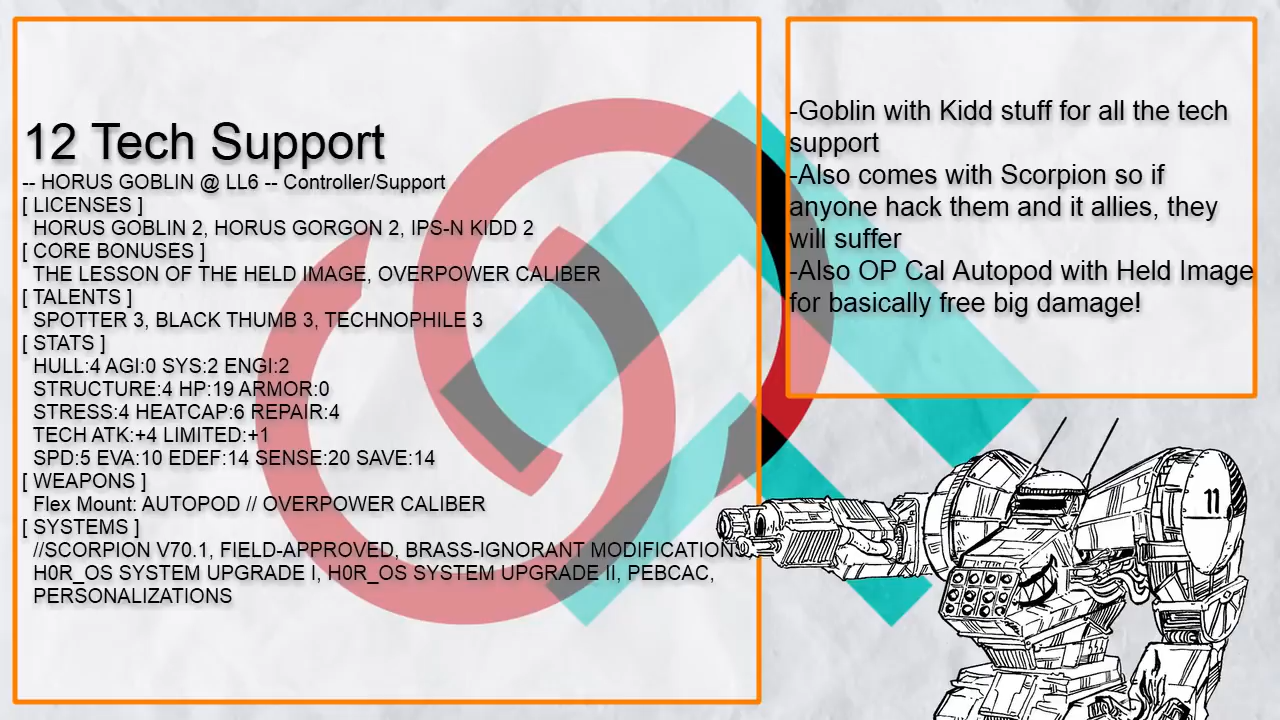 12 Tech Support
-- HORUS GOBLIN @ LL6 -- Controller/Support
[ LICENSES ]
HORUS GOBLIN 2, HORUS GORGON 2, IPS-N KIDD 2
[ CORE BONUSES ]
THE LESSON OF THE HELD IMAGE, OVERPOWER CALIBER
[ TALENTS ]
SPOTTER 3, BLACK THUMB 3, TECHNOPHILE 3
[ STATS ]
HULL:4 AGI:0 SYS:2 ENGI:2
STRUCTURE:4 HP:19 ARMOR:0
STRESS:4 HEATCAP:6 REPAIR:4
TECH ATK:+4 LIMITED:+1
SPD:5 EVA:10 EDEF:14 SENSE:20 SAVE:14
[ WEAPONS ]
Flex Mount: AUTOPOD // OVERPOWER CALIBER
[ SYSTEMS ]
//SCORPION V70.1, FIELD-APPROVED, BRASS-IGNORANT MODIFICATIONS,
H0R_OS SYSTEM UPGRADE I, H0R_OS SYSTEM UPGRADE II, PEBCAC,
PERSONALIZATIONS
-Goblin with Kidd stuff for all the tech
support
-Also comes with Scorpion so if
anyone hack them and it allies, they
will suffer
-Also OP Cal Autopod with Held Image
for basically free big damage!
11